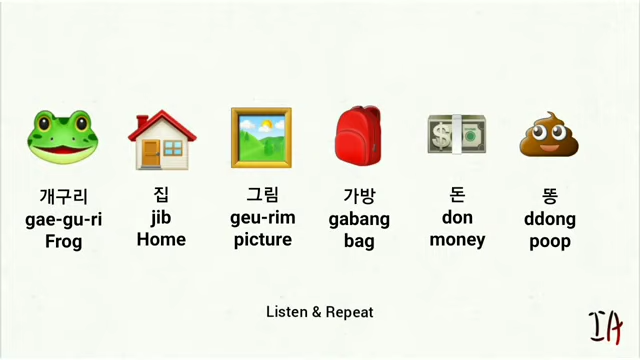 개구리 집 그림 가방 돈 똥
gae-gu-ri jib geu-rim gabang don ddong
Frog Home picture bag money poop
Listen & Repeat
IA